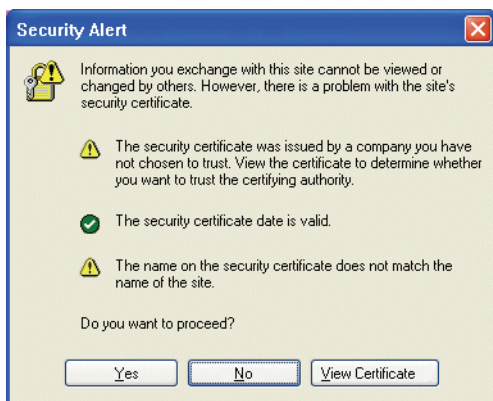 Security Alert
Information you exchange with this site cannot be viewed or
changed by others. However, there is a problem with the site's
security certificate.
The security certificate was issued by a company you have
not chosen to trust. View the certificate to determine whether
you want to trust the certifying authority.
The security certificate date is valid.
The name on the security certificate does not match the
name of the site.
Do you want to proceed?
Yes
No
View Certificate